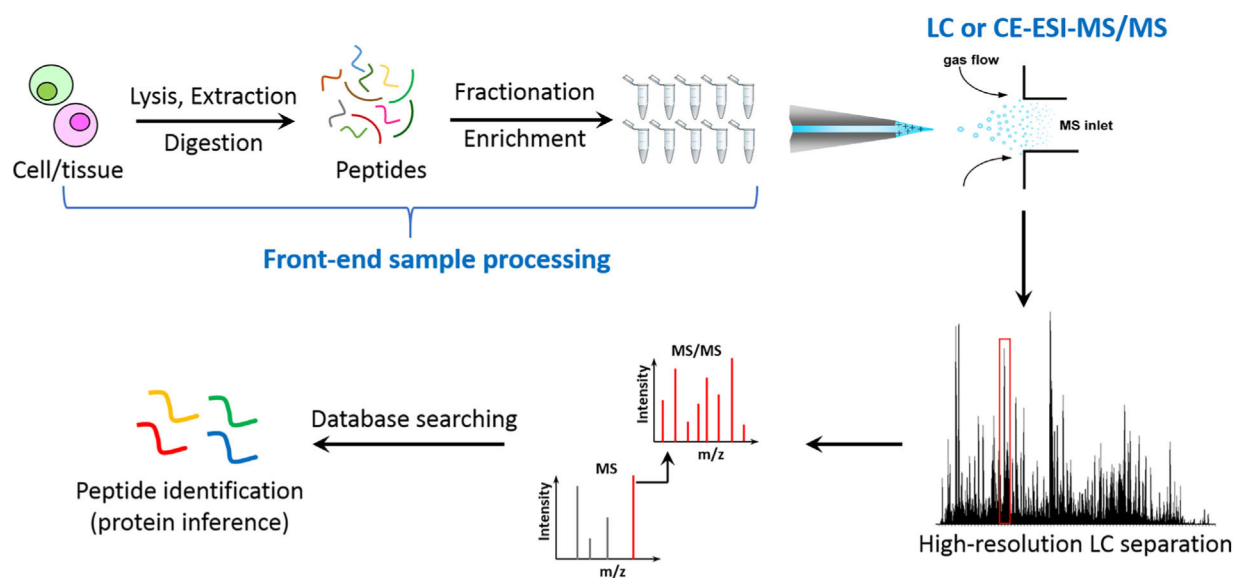 LC or CE-ESI-MS/MS
gas flow
MS inlet
Lysis, Extraction
Digestion
Fractionation
Enrichment
Cell/tissue
Peptides
Front-end sample processing
MS/MS
Intensity
m/z
MS
Intensity
m/z
Database searching
Peptide identification
(protein inference)
High-resolution LC separation